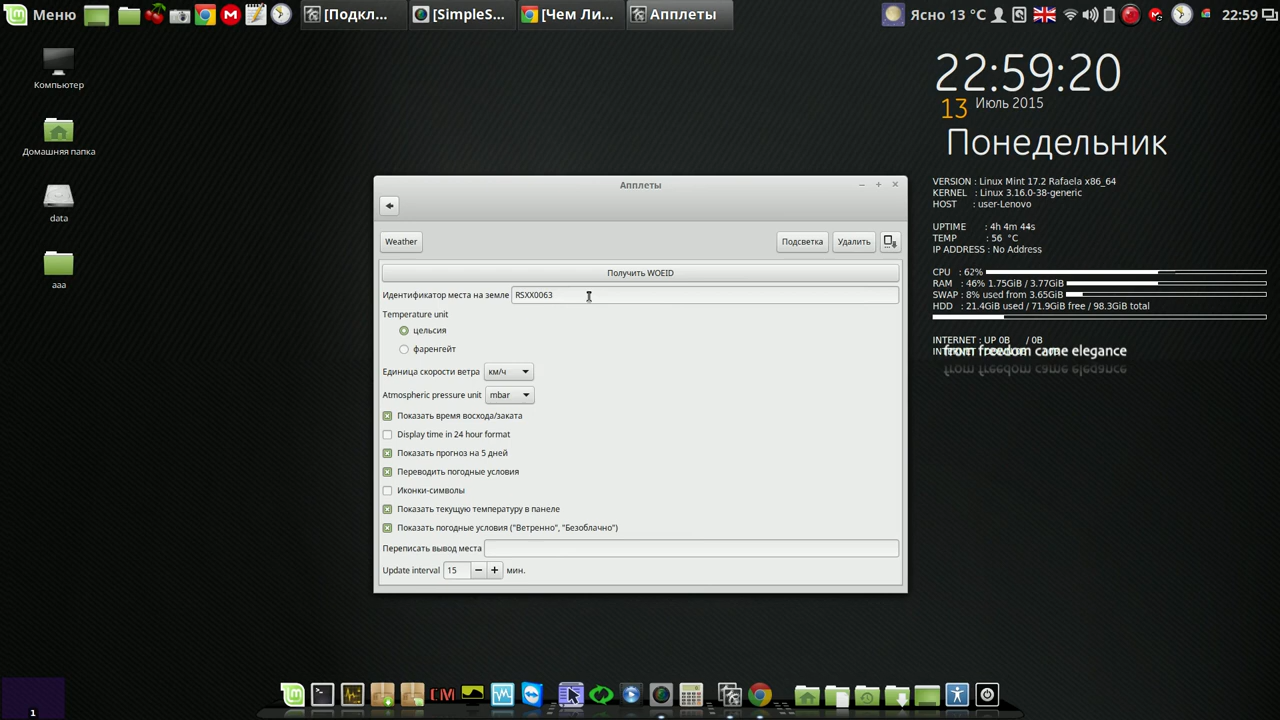 Меню
[Подкл...
[SimpleS...
[Чем Ли...
Апплеты
Ясно 13 °C
22:59
Компьютер
Домашняя папка
data
aaa
22:59:20
13 Июль 2015
Понедельник
VERSION : Linux Mint 17.2 Rafaela x86_64
KERNEL : Linux 3.16.0-38-generic
HOST : user-Lenovo
UPTIME : 4h 4m 44s
TEMP : 56 °C
IP ADDRESS : No Address
CPU : 62%
RAM : 46% 1.75GiB / 3.77GiB
SWAP : 8% used from 3.65GiB
HDD : 21.4GiB used / 71.9GiB free / 98.3GiB total
INTERNET : UP 0B / 0B
from freedom came elegance
from freedom came elegance
Апплеты
Weather
Подсветка
Удалить
Получить WOEID
Идентификатор места на земле RSXX0063
Temperature unit
цельсия
фаренгейт
Единица скорости ветра км/ч
Atmospheric pressure unit mbar
Показать время восхода/заката
Display time in 24 hour format
Показать прогноз на 5 дней
Переводить погодные условия
Иконки-символы
Показать текущую температуру в панеле
Показать погодные условия ("Ветренно", "Безоблачно")
Переписать вывод места
Update interval 15 − + мин.
CM
1